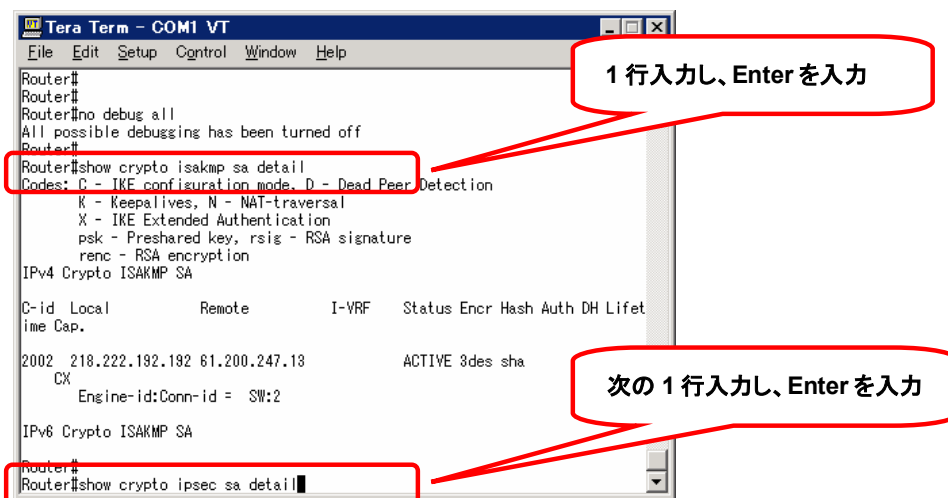 Tera Term - COM1 VT
File Edit Setup Control Window Help
Router#
Router#
Router#no debug all
All possible debugging has been turned off
Router#
Router#show crypto isakmp sa detail
Codes: C - IKE configuration mode, D - Dead Peer Detection
K - Keepalives, N - NAT-traversal
X - IKE Extended Authentication
psk - Preshared key, rsig - RSA signature
renc - RSA encryption
IPv4 Crypto ISAKMP SA
C-id Local Remote I-VRF Status Encr Hash Auth DH Lifet
ime Cap.
2002 218.222.192.192 61.200.247.13 ACTIVE 3des sha
CX
Engine-id:Conn-id = SW:2
IPv6 Crypto ISAKMP SA
Router#
Router#show crypto ipsec sa detail
1 行入力し、Enter を入力
次の 1 行入力し、Enter を入力